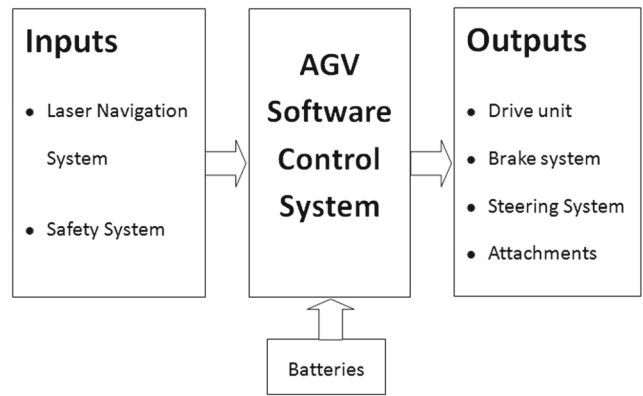 Inputs
● Laser Navigation
System
● Safety System
AGV
Software
Control
System
Outputs
● Drive unit
● Brake system
● Steering System
● Attachments
Batteries